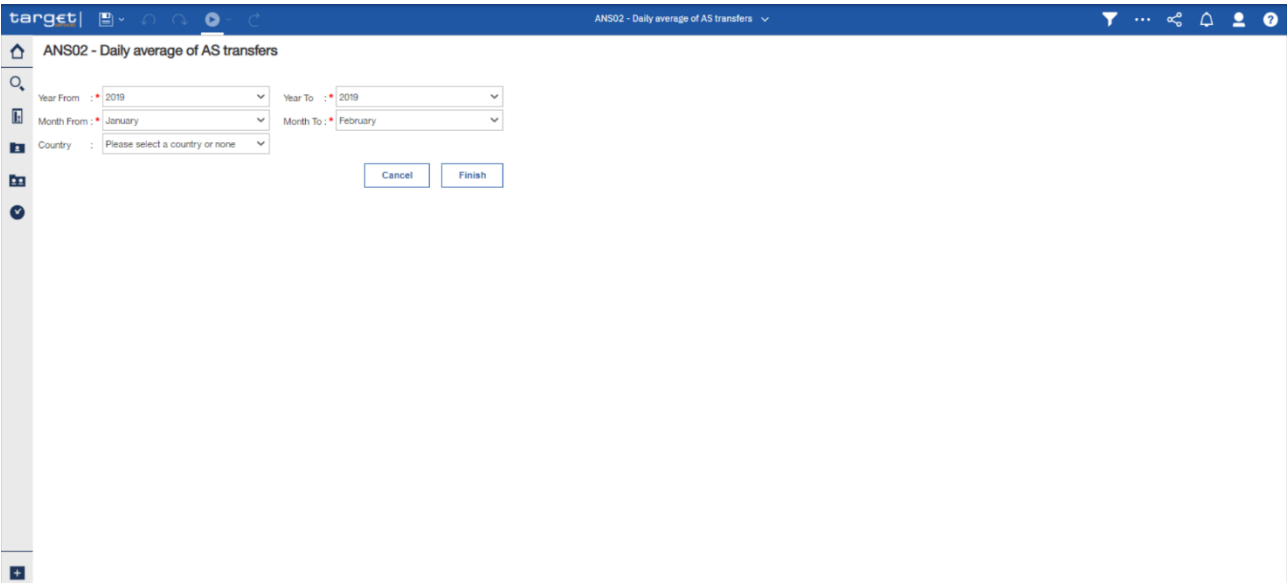 target|
SERVICES
ANS02 - Daily average of AS transfers
ANS02 - Daily average of AS transfers
Year From :* 2019 Year To :* 2019
Month From :* January Month To :* February
Country : Please select a country or none
Cancel Finish